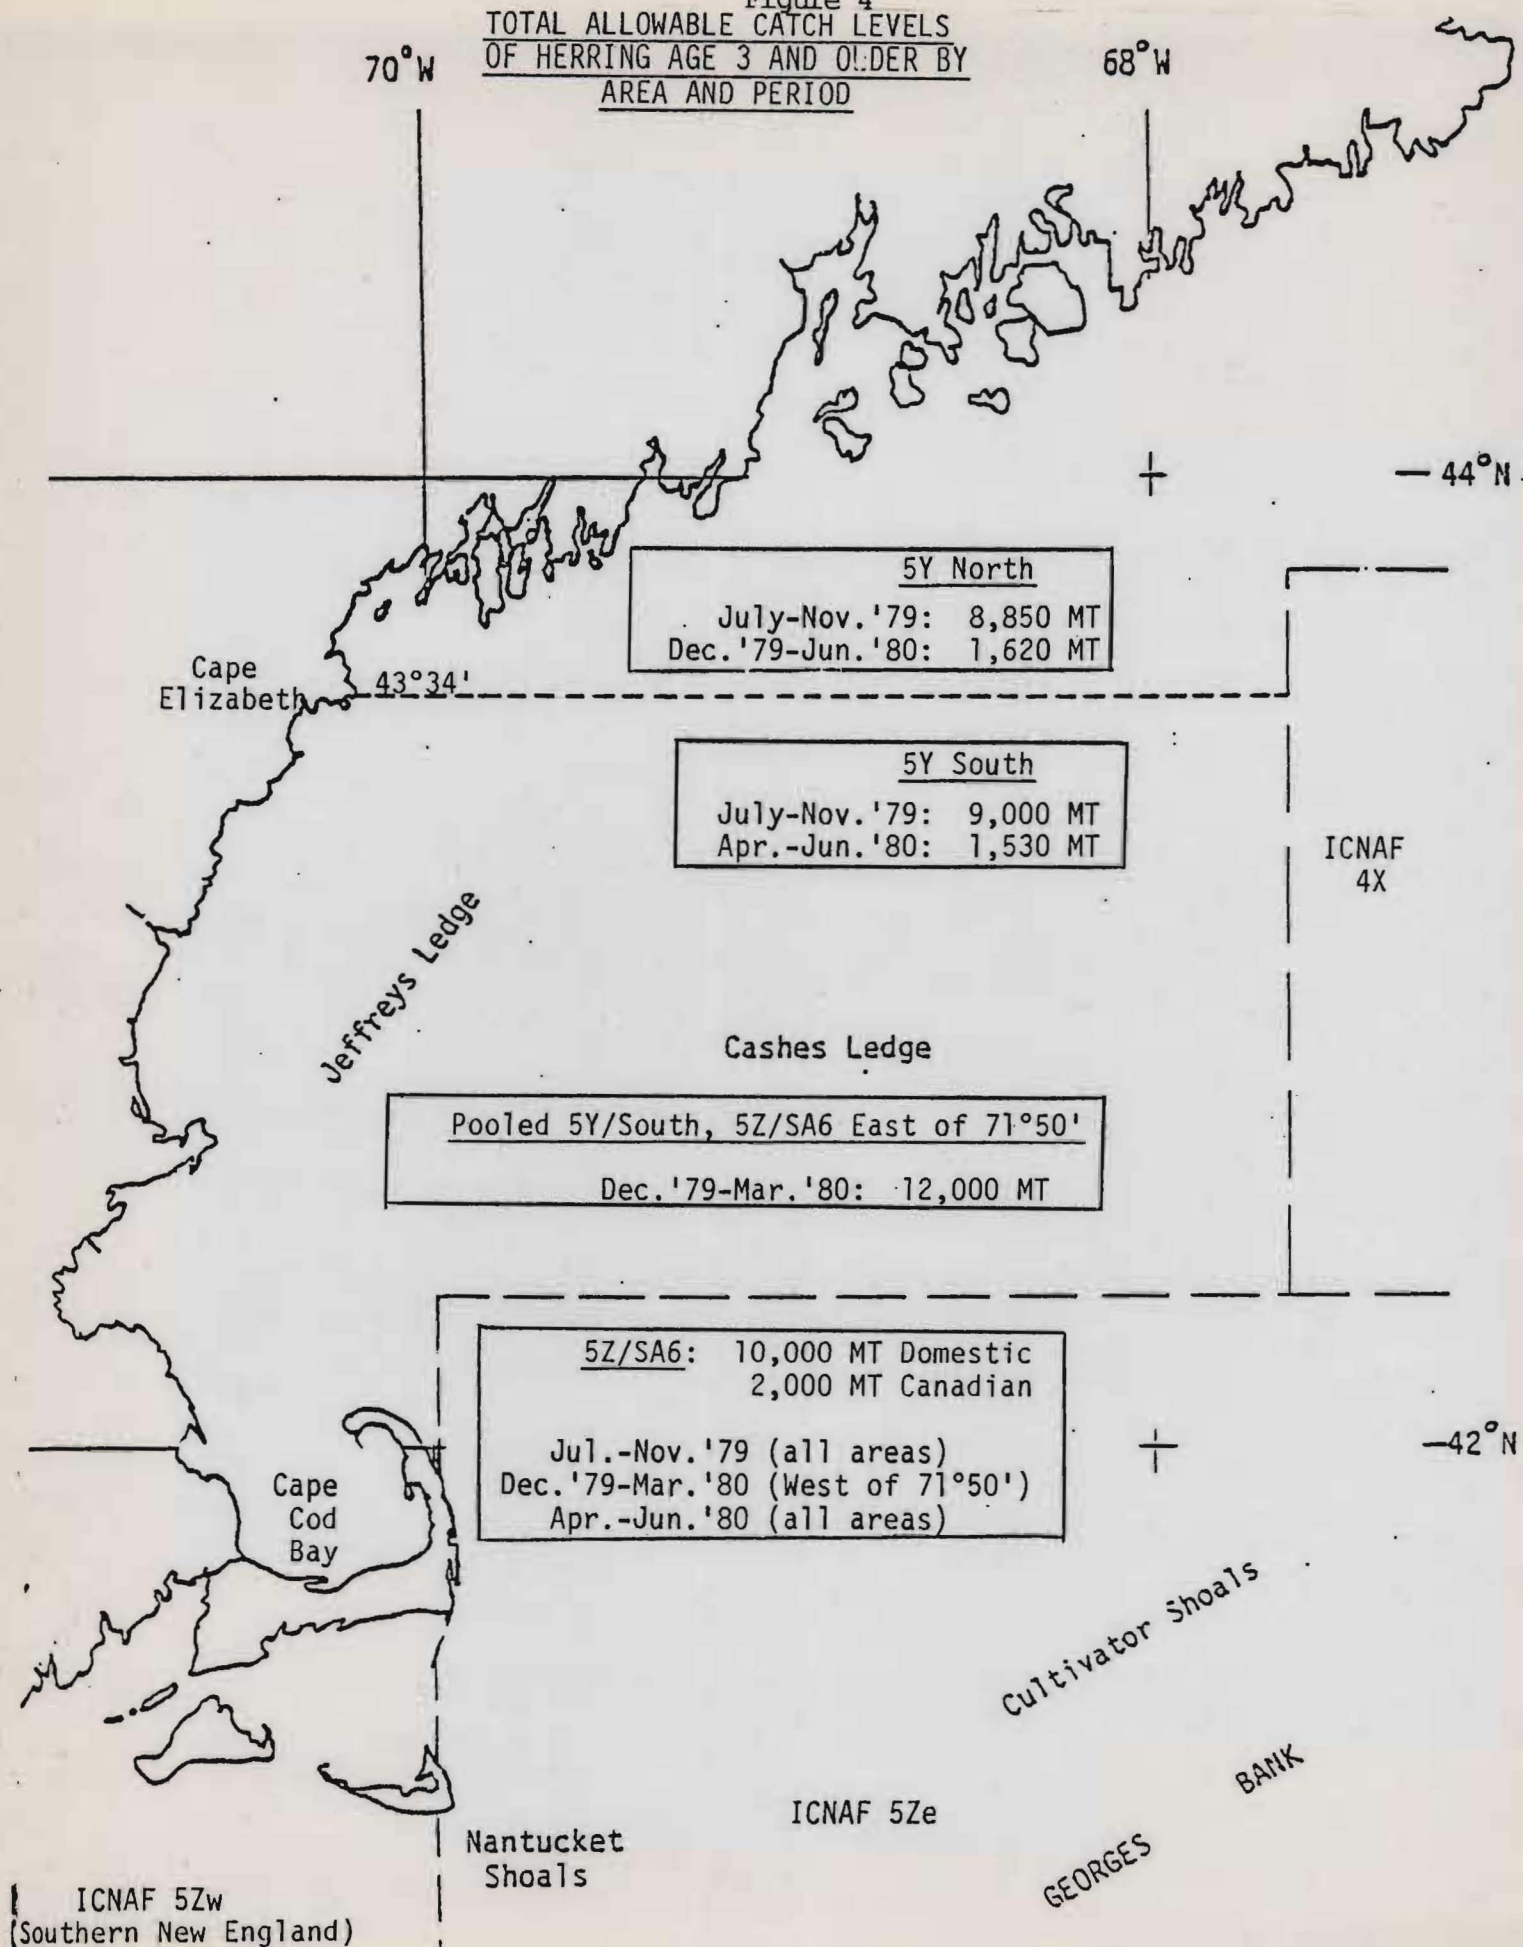 Figure 4
TOTAL ALLOWABLE CATCH LEVELS
OF HERRING AGE 3 AND OLDER BY
AREA AND PERIOD
70°W
68°W
44°N
5Y North
July-Nov.'79: 8,850 MT
Dec.'79-Jun.'80: 1,620 MT
Cape
Elizabeth
43°34'
5Y South
July-Nov.'79: 9,000 MT
Apr.-Jun.'80: 1,530 MT
ICNAF
4X
Jeffreys Ledge
Cashes Ledge
Pooled 5Y/South, 5Z/SA6 East of 71°50'
Dec.'79-Mar.'80: 12,000 MT
5Z/SA6: 10,000 MT Domestic
2,000 MT Canadian
Jul.-Nov.'79 (all areas)
Dec.'79-Mar.'80 (West of 71°50')
Apr.-Jun.'80 (all areas)
42°N
Cape
Cod
Bay
Cultivator Shoals
BANK
GEORGES
ICNAF 5Ze
Nantucket
Shoals
ICNAF 5Zw
(Southern New England)